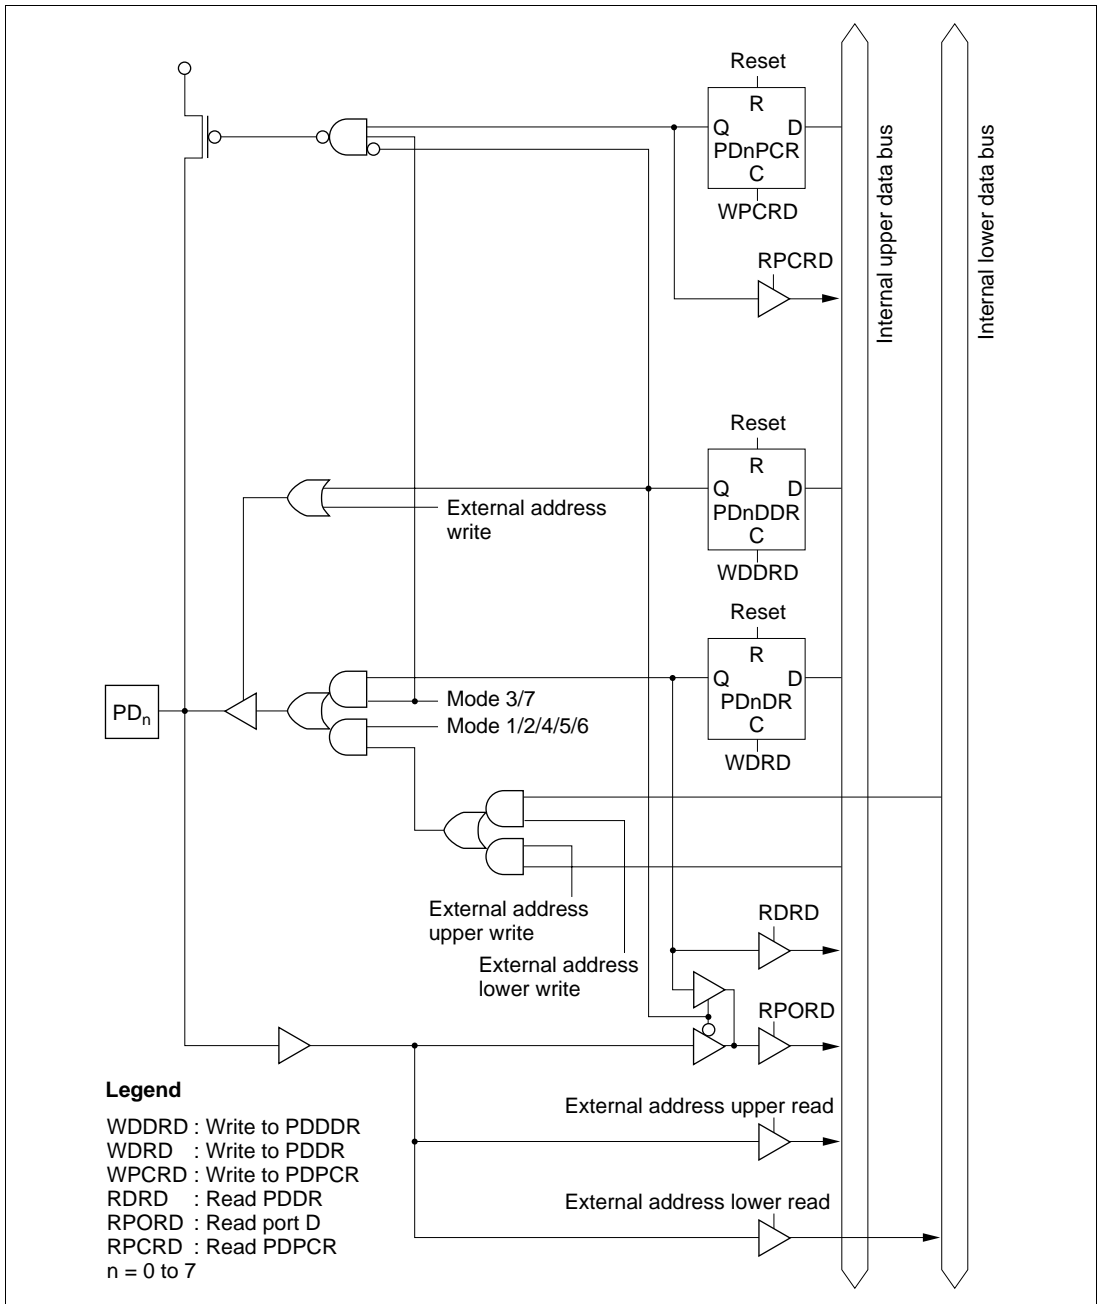 Reset
R
Q D
PDnPCR
C
WPCRD
RPCRD
Internal upper data bus
Internal lower data bus
Reset
R
Q D
PDnDDR
C
WDDRD
External address
write
Reset
R
Q D
PDnDR
C
WDRD
PDn
Mode 3/7
Mode 1/2/4/5/6
External address
upper write
External address
lower write
RDRD
RPORD
External address upper read
External address lower read
Legend
WDDRD : Write to PDDDR
WDRD : Write to PDDR
WPCRD : Write to PDPCR
RDRD : Read PDDR
RPORD : Read port D
RPCRD : Read PDPCR
n = 0 to 7